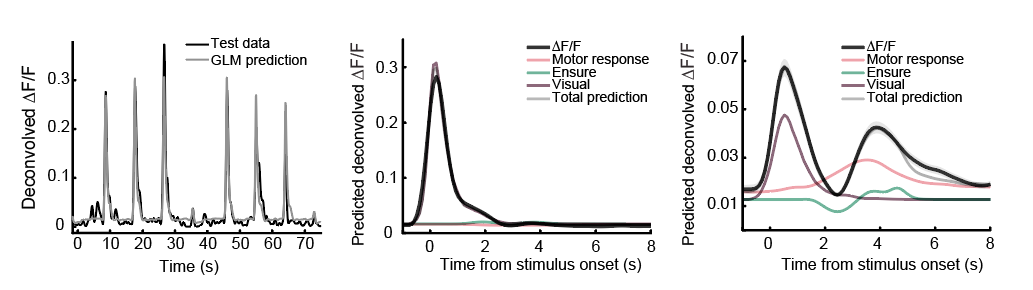 Deconvolved ΔF/F
0.3
0.2
0.1
0
0 10 20 30 40 50 60 70
Time (s)
Test data
GLM prediction
Predicted deconvolved ΔF/F
0.3
0.2
0.1
0
0 2 4 6 8
Time from stimulus onset (s)
ΔF/F
Motor response
Ensure
Visual
Total prediction
Predicted deconvolved ΔF/F
0.07
0.05
0.03
0.01
0 2 4 6 8
Time from stimulus onset (s)
ΔF/F
Motor response
Ensure
Visual
Total prediction